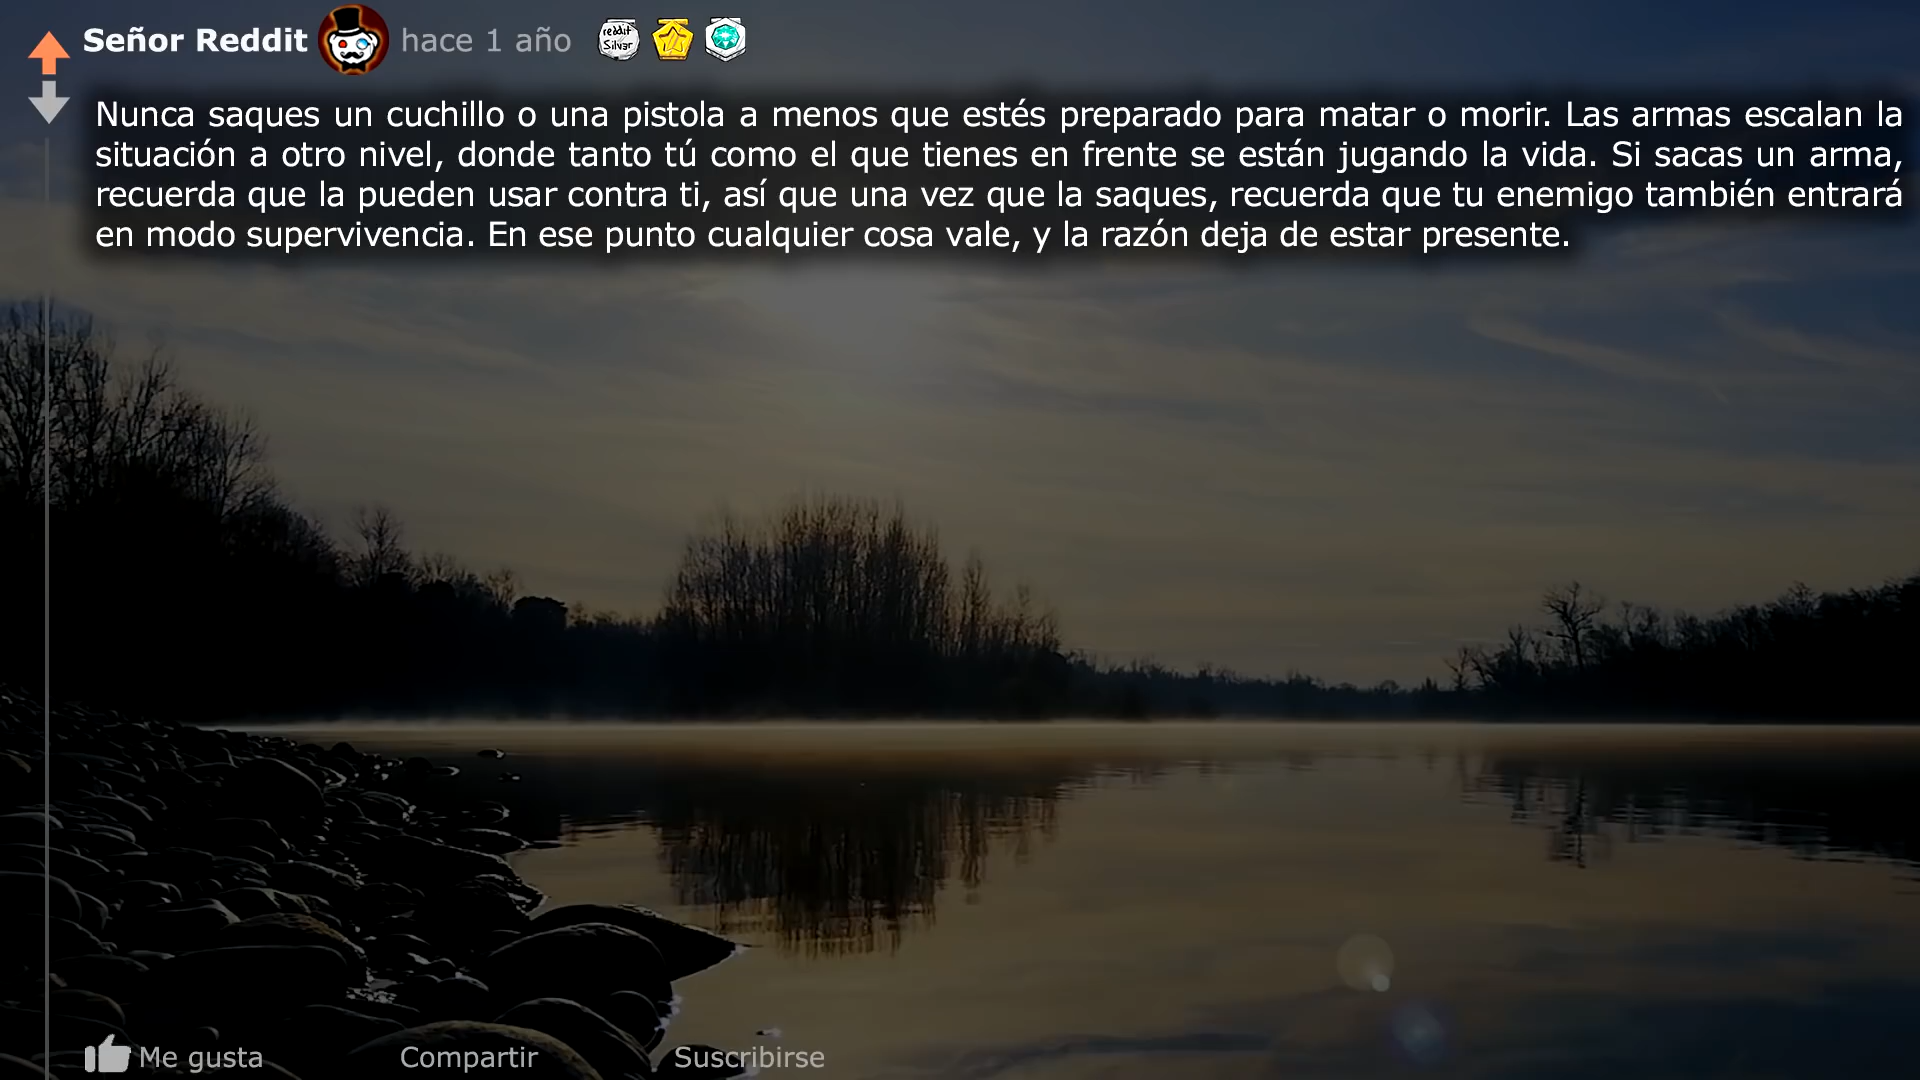 Señor Reddit hace 1 año reddit Silver
Nunca saques un cuchillo o una pistola a menos que estés preparado para matar o morir. Las armas escalan la
situación a otro nivel, donde tanto tú como el que tienes en frente se están jugando la vida. Si sacas un arma,
recuerda que la pueden usar contra ti, así que una vez que la saques, recuerda que tu enemigo también entrará
en modo supervivencia. En ese punto cualquier cosa vale, y la razón deja de estar presente.
Me gusta Compartir Suscribirse